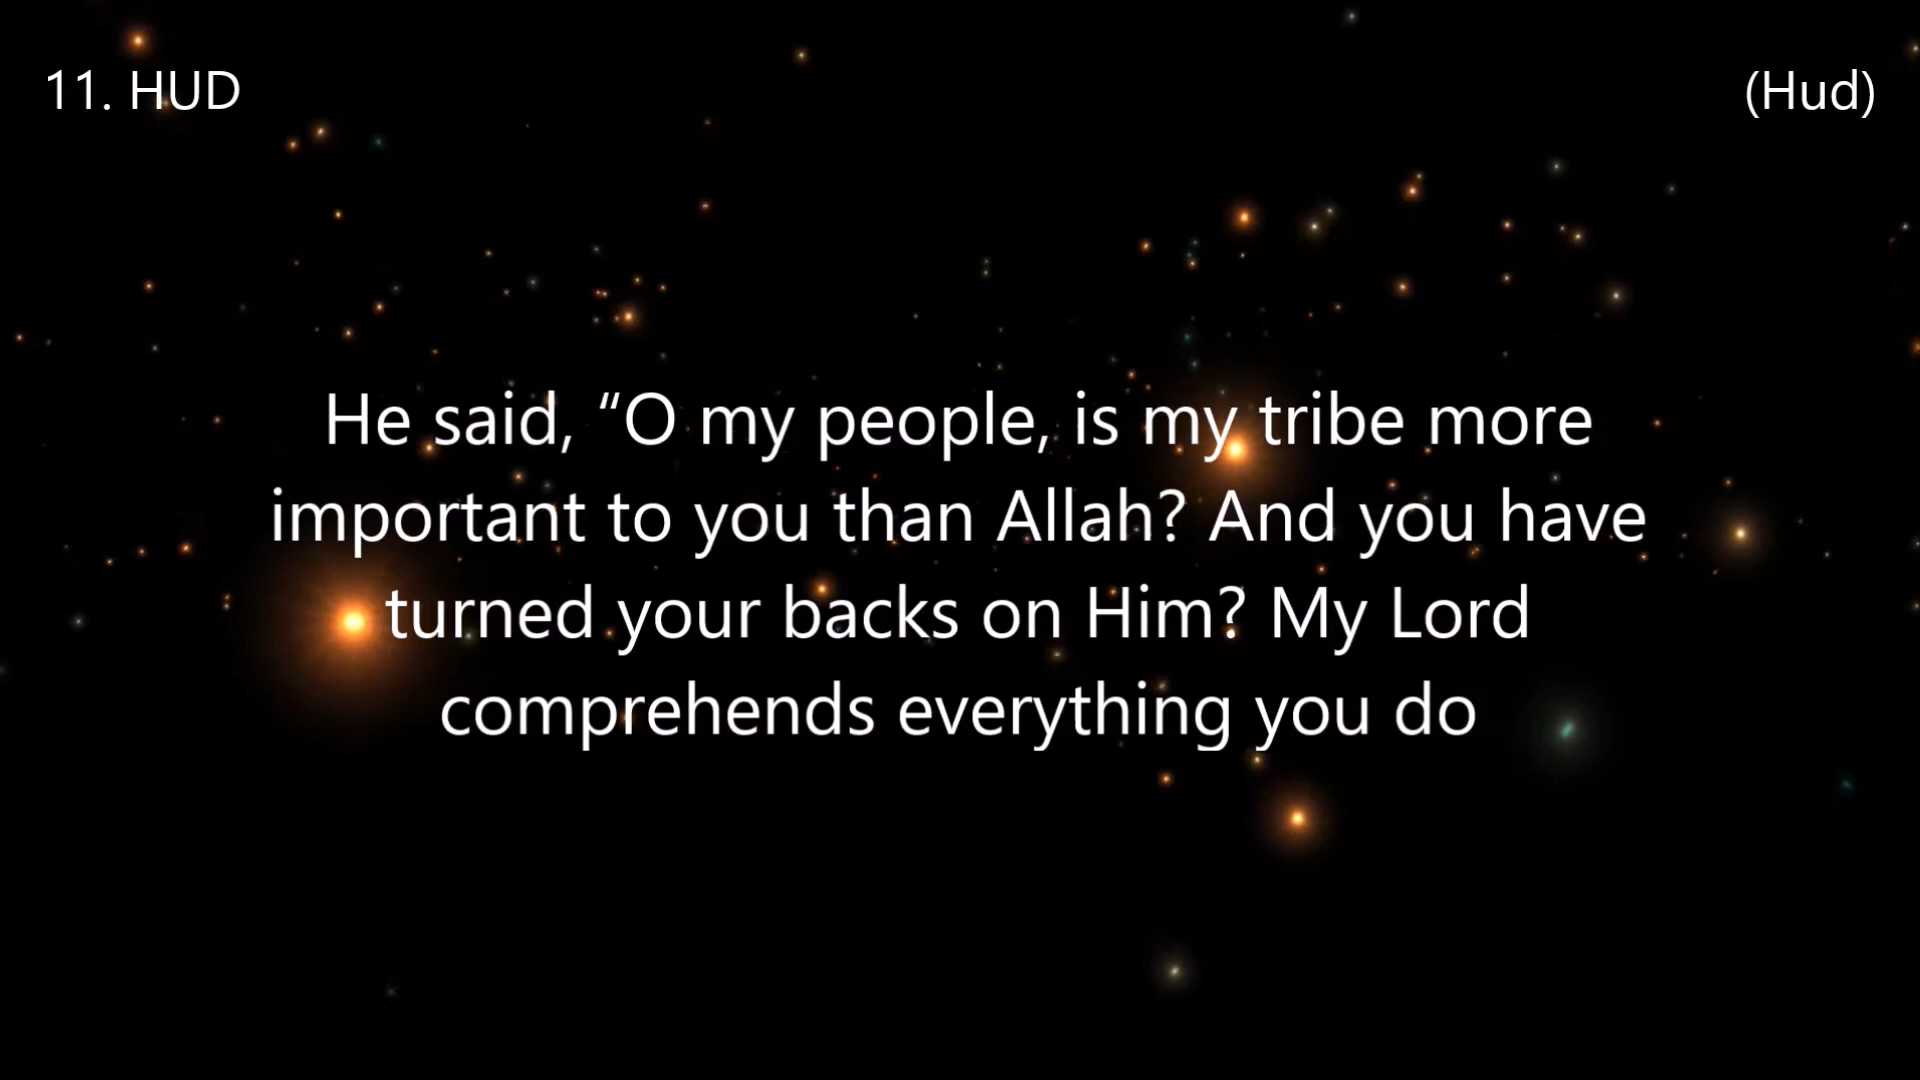 11. HUD
(Hud)
He said, “O my people, is my tribe more
important to you than Allah? And you have
turned your backs on Him? My Lord
comprehends everything you do